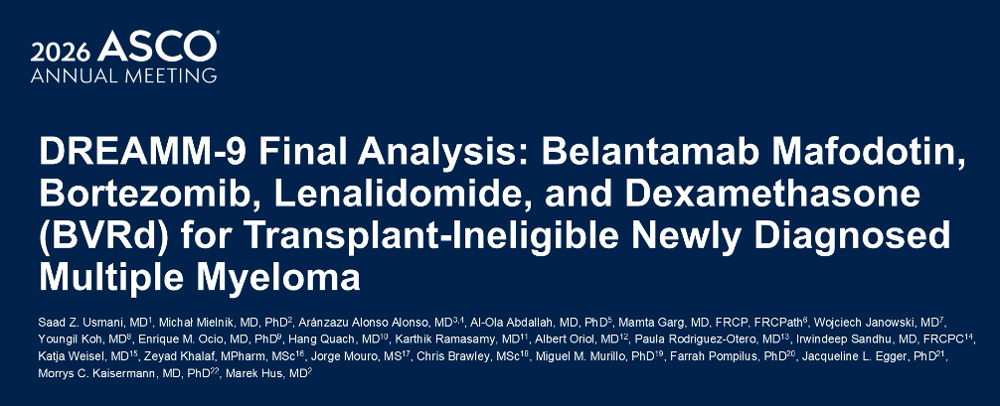 2026 ASCO®
ANNUAL MEETING
DREAMM-9 Final Analysis: Belantamab Mafodotin,
Bortezomib, Lenalidomide, and Dexamethasone
(BVRd) for Transplant-Ineligible Newly Diagnosed
Multiple Myeloma
Saad Z. Usmani, MD¹, Michał Mielnik, MD, PhD², Aránzazu Alonso Alonso, MD³,⁴, Al-Ola Abdallah, MD, PhD⁵, Mamta Garg, MD, FRCP, FRCPath⁶, Wojciech Janowski, MD⁷,
Youngil Koh, MD⁸, Enrique M. Ocio, MD, PhD⁹, Hang Quach, MD¹⁰, Karthik Ramasamy, MD¹¹, Albert Oriol, MD¹², Paula Rodriguez-Otero, MD¹³, Irwindeep Sandhu, MD, FRCPC¹⁴,
Katja Weisel, MD¹⁵, Zeyad Khalaf, MPharm, MSc¹⁶, Jorge Mouro, MS¹⁷, Chris Brawley, MSc¹⁸, Miguel M. Murillo, PhD¹⁹, Farrah Pompilus, PhD²⁰, Jacqueline L. Egger, PhD²¹,
Morrys C. Kaisermann, MD, PhD²², Marek Hus, MD²